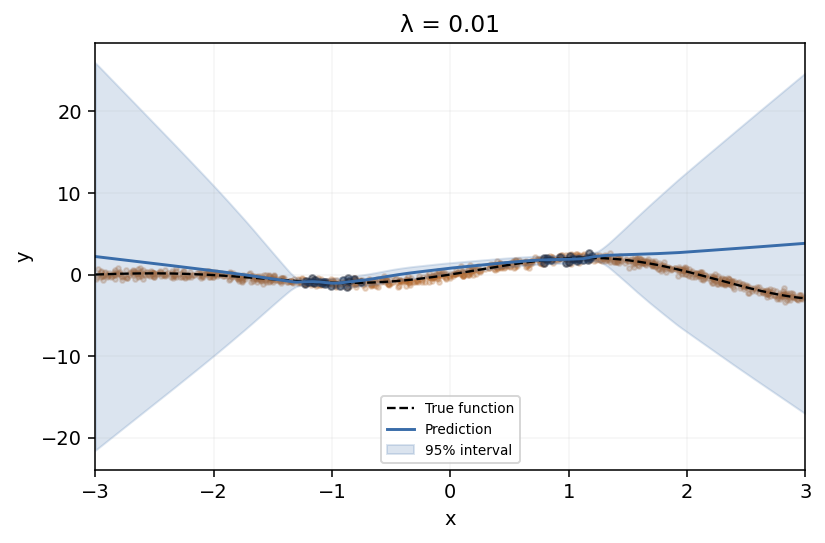 λ = 0.01
y
20
10
0
−10
−20
True function
Prediction
95% interval
−3 −2 −1 0 1 2 3
x